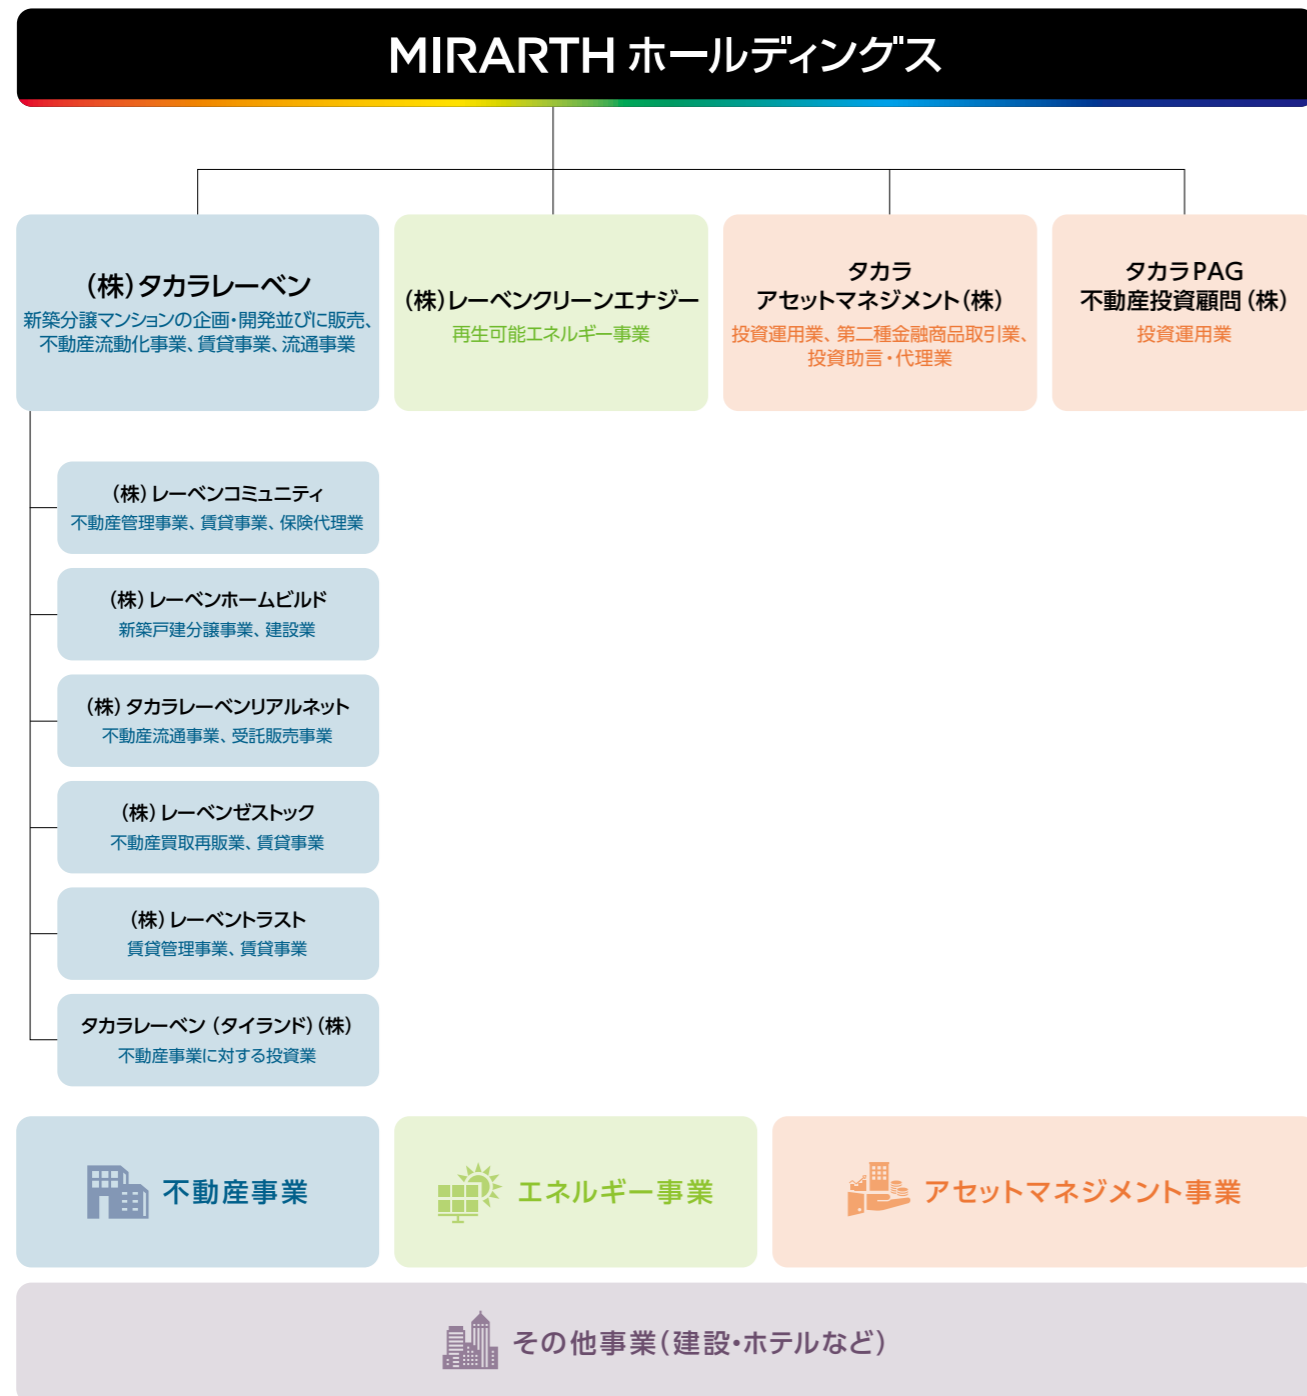 MIRARTH ホールディングス
(株)タカラレーベン
新築分譲マンションの企画・開発並びに販売、
不動産流動化事業、賃貸事業、流通事業
(株)レーベンクリーンエナジー
再生可能エネルギー事業
タカラ
アセットマネジメント(株)
投資運用業、第二種金融商品取引業、
投資助言・代理業
タカラPAG
不動産投資顧問(株)
投資運用業
(株)レーベンコミュニティ
不動産管理事業、賃貸事業、保険代理業
(株)レーベンホームビルド
新築戸建分譲事業、建設業
(株)タカラレーベンリアルネット
不動産流通事業、受託販売事業
(株)レーベンゼストック
不動産買取再販業、賃貸事業
(株)レーベントラスト
賃貸管理事業、賃貸事業
タカラレーベン(タイランド)(株)
不動産事業に対する投資業
不動産事業
エネルギー事業
アセットマネジメント事業
その他事業(建設・ホテルなど)